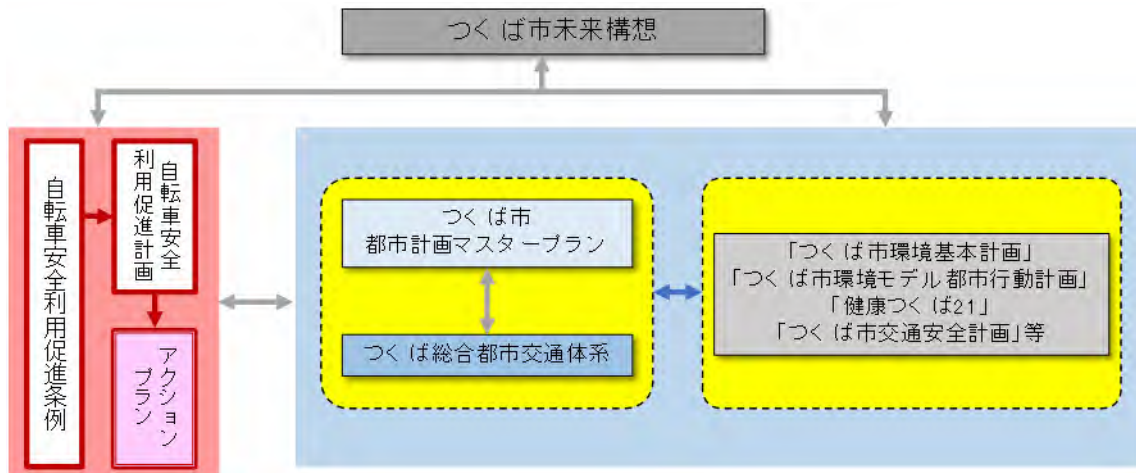 つくば市未来構想
自転車安全利用促進条例
自転車安全
利用促進計画
アクション
プラン
つくば市
都市計画マスタープラン
つくば総合都市交通体系
「つくば市環境基本計画」
「つくば市環境モデル都市行動計画」
「健康つくば21」
「つくば市交通安全計画」等